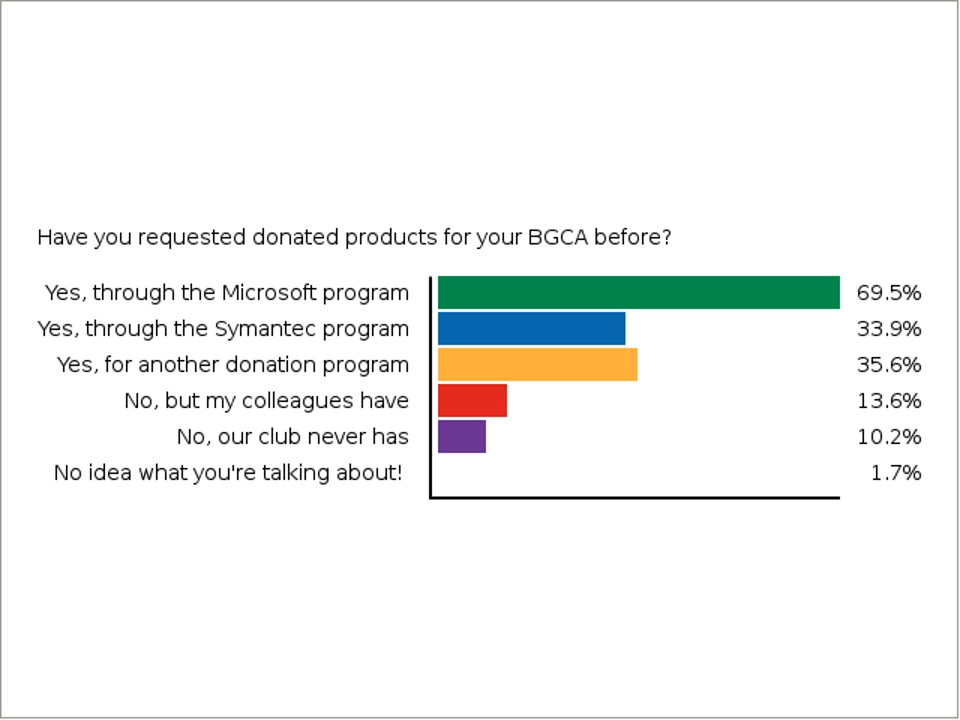 Have you requested donated products for your BGCA before?
Yes, through the Microsoft program 69.5%
Yes, through the Symantec program 33.9%
Yes, for another donation program 35.6%
No, but my colleagues have 13.6%
No, our club never has 10.2%
No idea what you're talking about! 1.7%